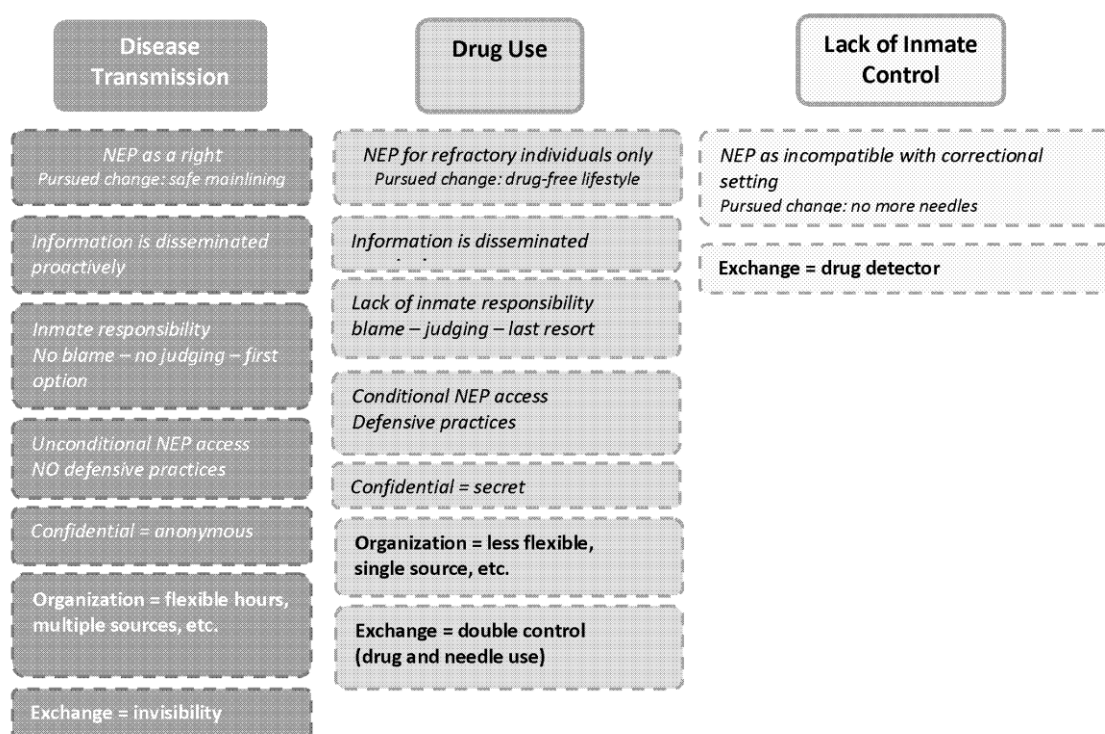 Disease
Transmission
NEP as a right
Pursued change: safe mainlining
Information is disseminated
proactively
Inmate responsibility
No blame – no judging – first
option
Unconditional NEP access
NO defensive practices
Confidential = anonymous
Organization = flexible hours,
multiple sources, etc.
Exchange = invisibility
Drug Use
NEP for refractory individuals only
Pursued change: drug-free lifestyle
Information is disseminated
Lack of inmate responsibility
blame – judging – last resort
Conditional NEP access
Defensive practices
Confidential = secret
Organization = less flexible,
single source, etc.
Exchange = double control
(drug and needle use)
Lack of Inmate
Control
NEP as incompatible with correctional
setting
Pursued change: no more needles
Exchange = drug detector